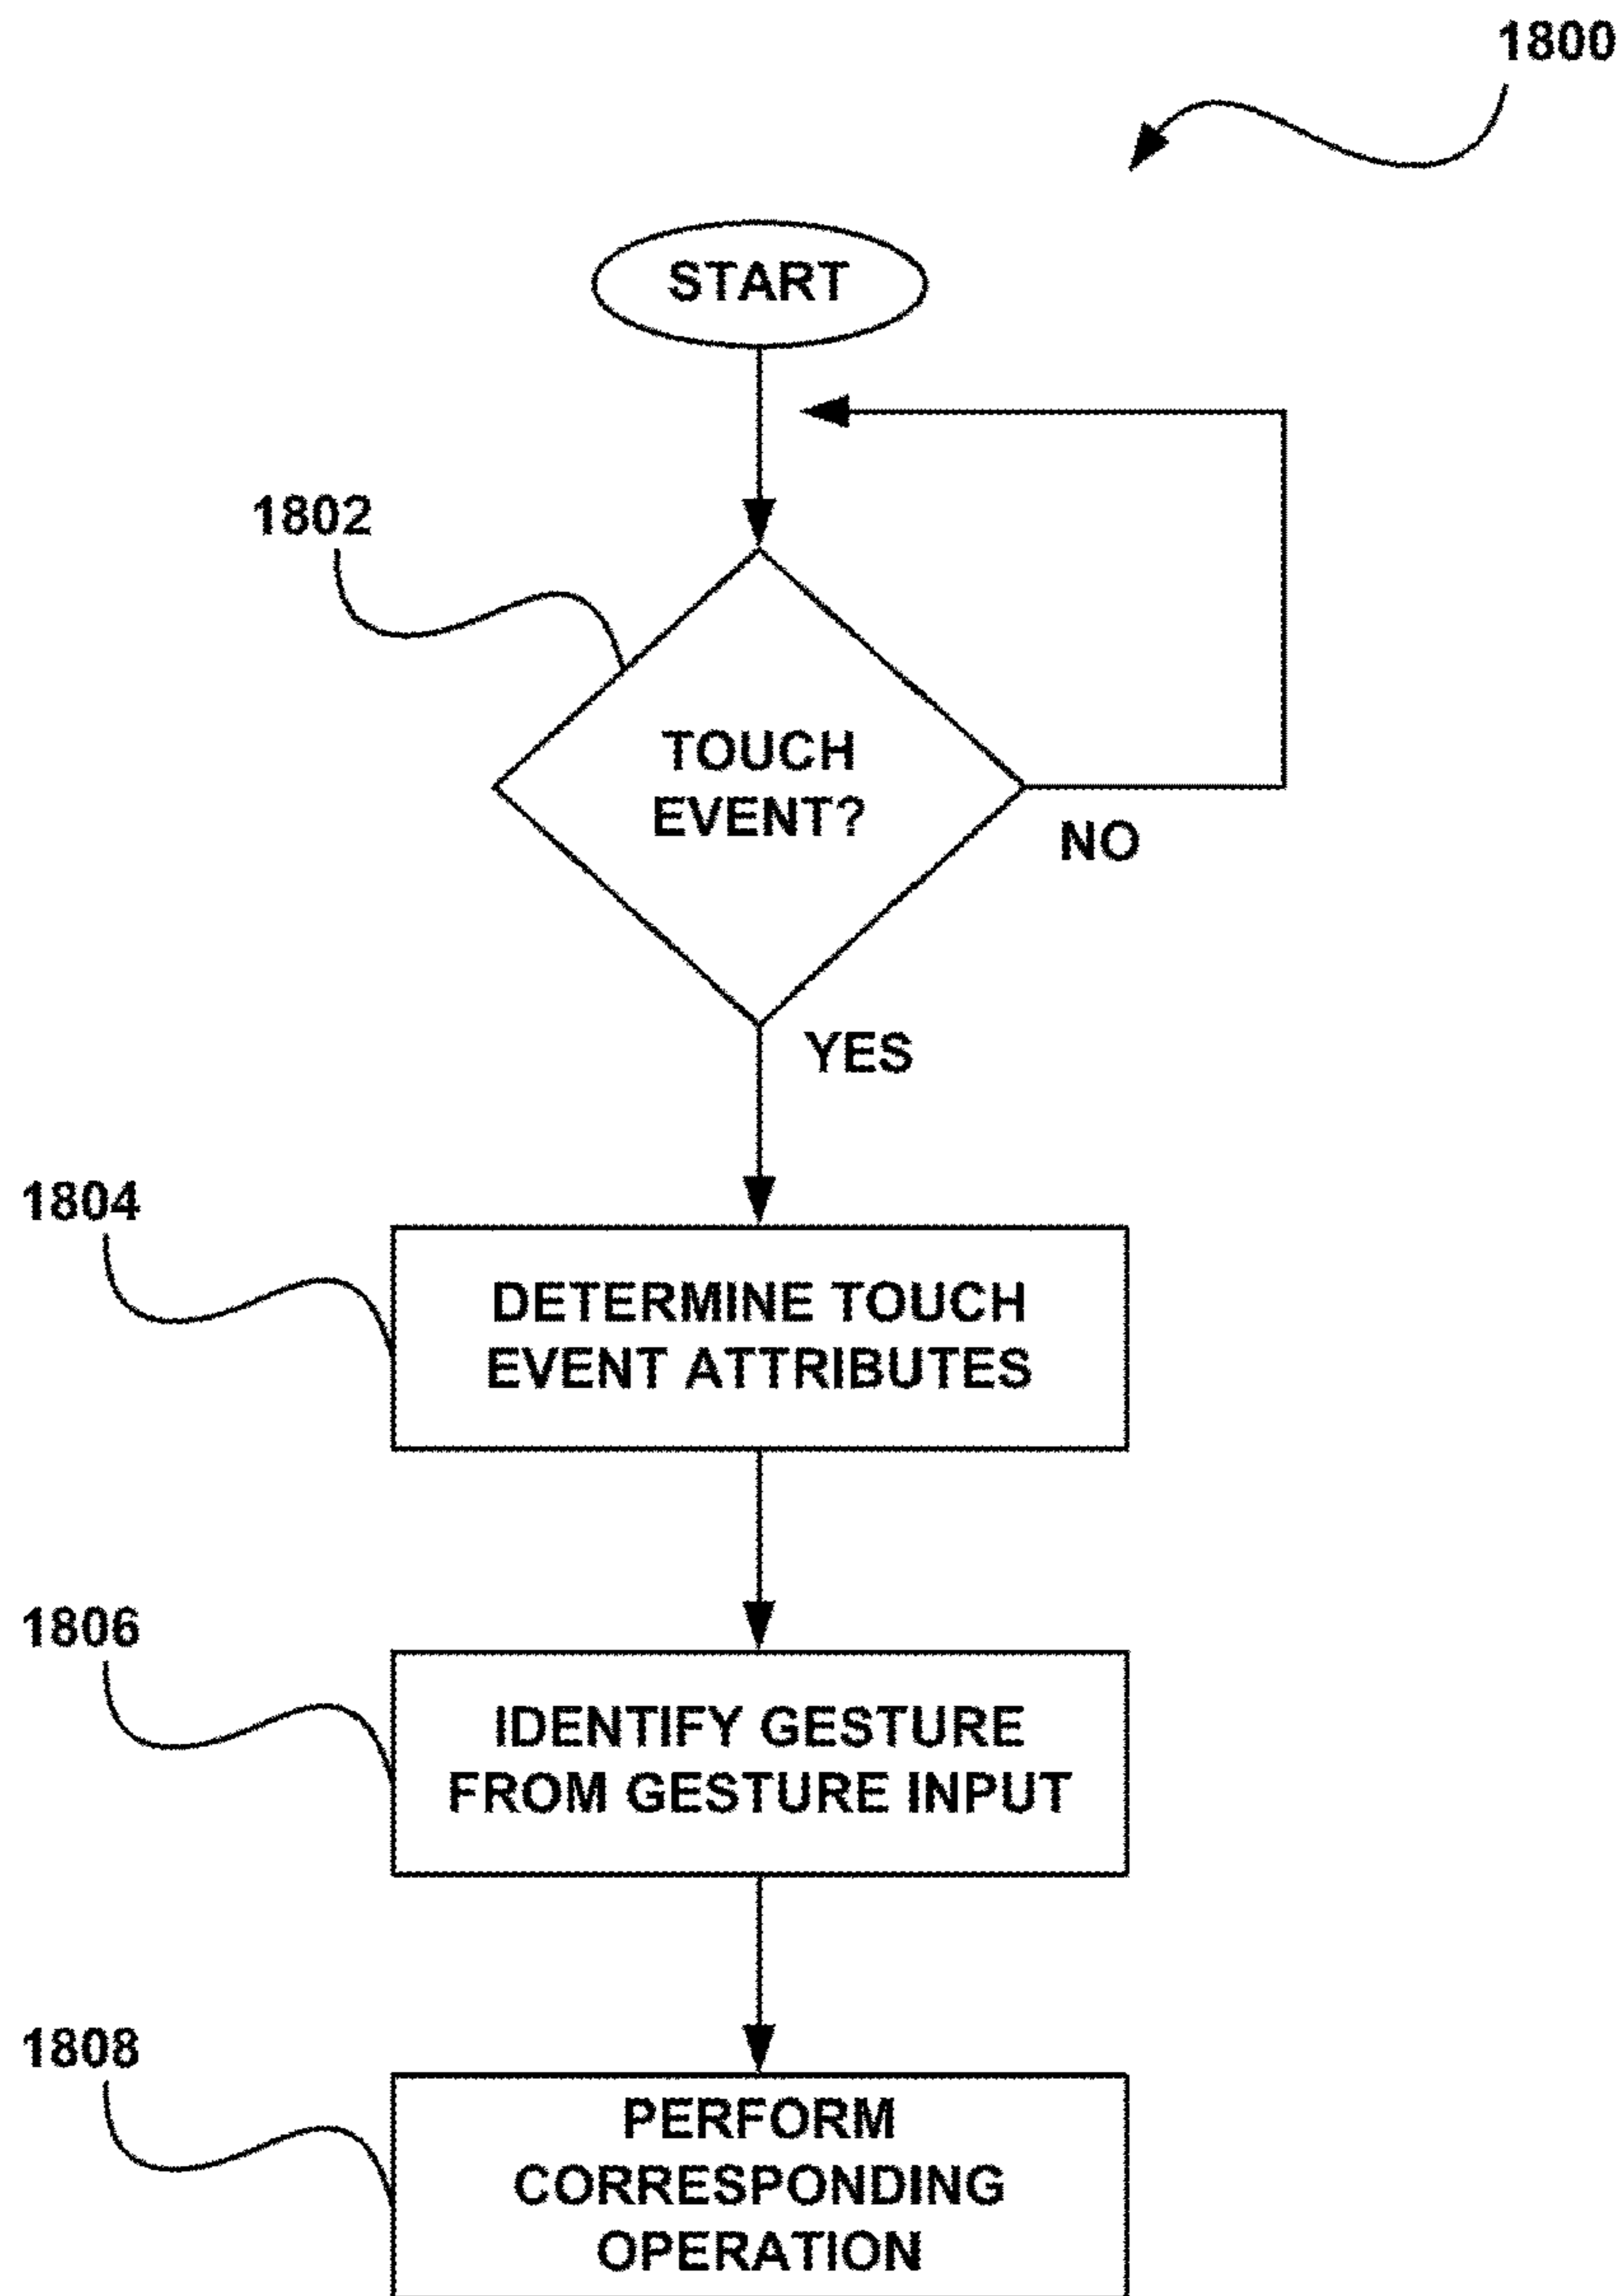 1800
START
1802
TOUCH
EVENT?
NO
YES
1804
DETERMINE TOUCH
EVENT ATTRIBUTES
1806
IDENTIFY GESTURE
FROM GESTURE INPUT
1808
PERFORM
CORRESPONDING
OPERATION